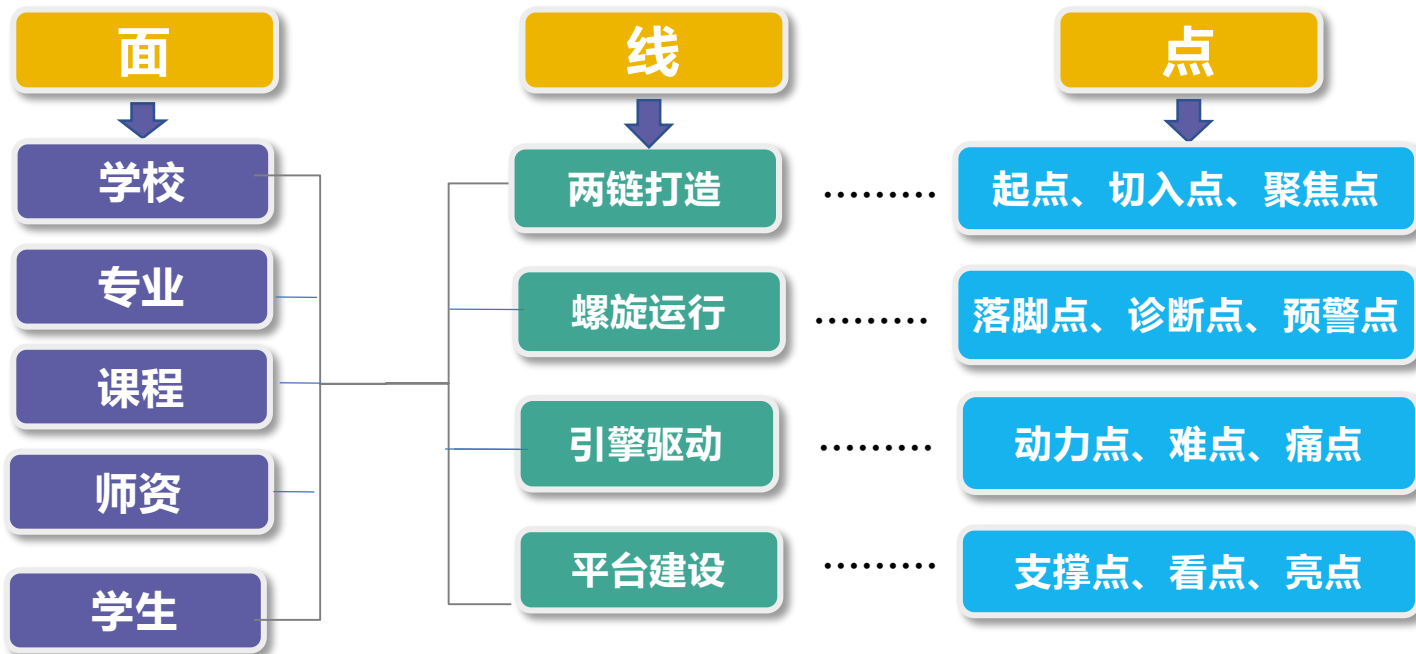 面
线
点
学校
专业
课程
师资
学生
两链打造
螺旋运行
引擎驱动
平台建设
………
起点、切入点、聚焦点
………
落脚点、诊断点、预警点
………
动力点、难点、痛点
………
支撑点、看点、亮点